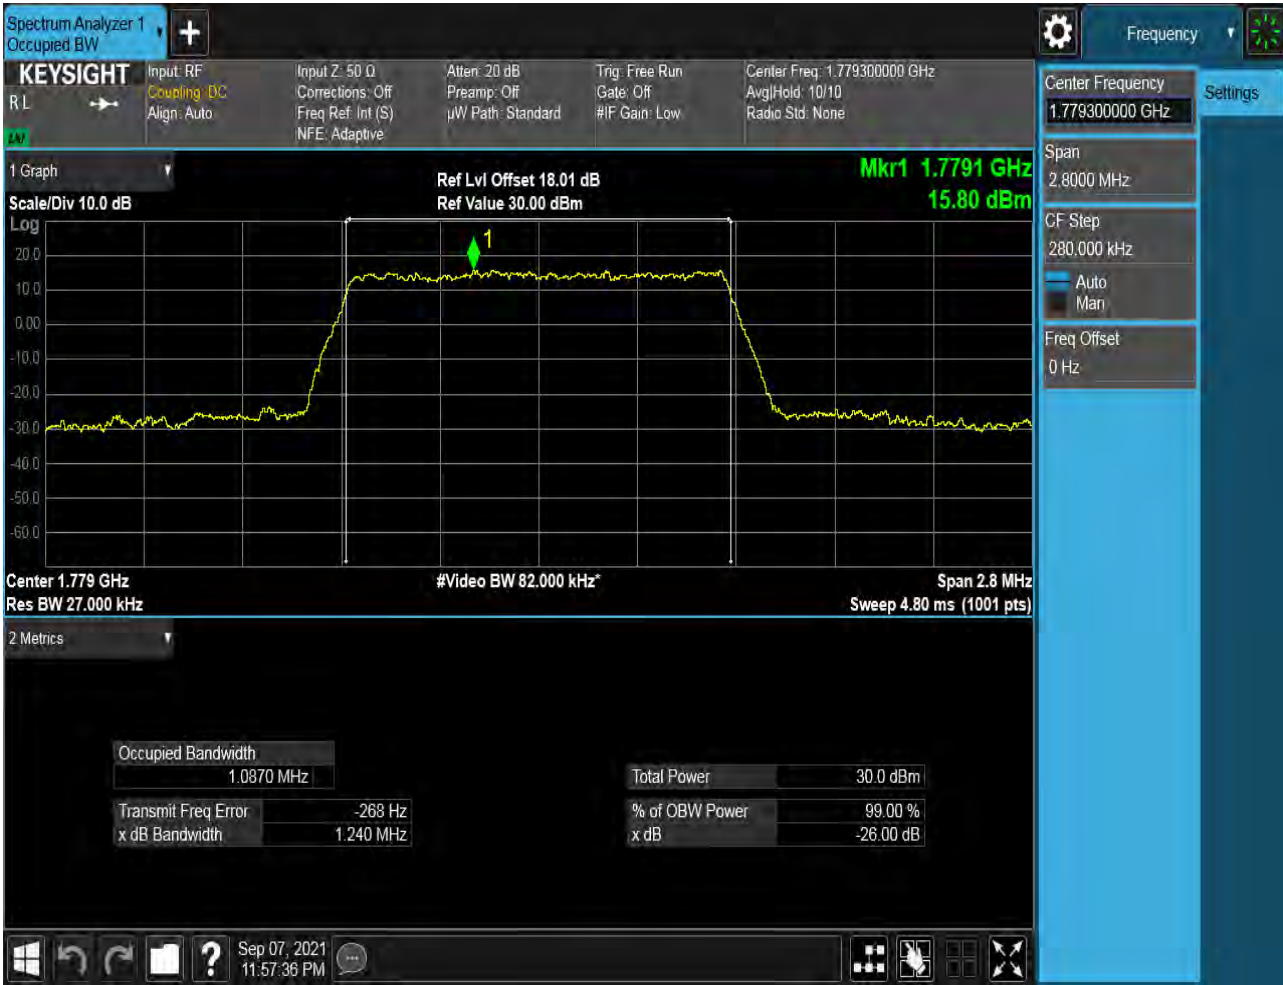 Spectrum Analyzer 1
Occupied BW
+
Frequency
KEYSIGHT
R L
Input: RF
Coupling: DC
Align: Auto
Input Z: 50 Ω
Corrections: Off
Freq Ref: Int (S)
NFE: Adaptive
Atten: 20 dB
Preamp: Off
µW Path: Standard
Trig: Free Run
Gate: Off
#IF Gain: Low
Center Freq: 1.779300000 GHz
Avg|Hold: 10/10
Radio Std: None
Center Frequency
1.779300000 GHz
Settings
Span
2.8000 MHz
CF Step
280.000 kHz
Auto
Man
Freq Offset
0 Hz
1 Graph
Scale/Div 10.0 dB
Log
Ref Lvl Offset 18.01 dB
Ref Value 30.00 dBm
Mkr1 1.7791 GHz
15.80 dBm
1
20.0
10.0
0.00
-10.0
-20.0
-30.0
-40.0
-50.0
-60.0
Center 1.779 GHz
#Video BW 82.000 kHz*
Span 2.8 MHz
Res BW 27.000 kHz
Sweep 4.80 ms (1001 pts)
2 Metrics
Occupied Bandwidth
1.0870 MHz
Total Power 30.0 dBm
Transmit Freq Error -268 Hz
% of OBW Power 99.00 %
x dB Bandwidth 1.240 MHz
x dB -26.00 dB
?
Sep 07, 2021
11:57:36 PM